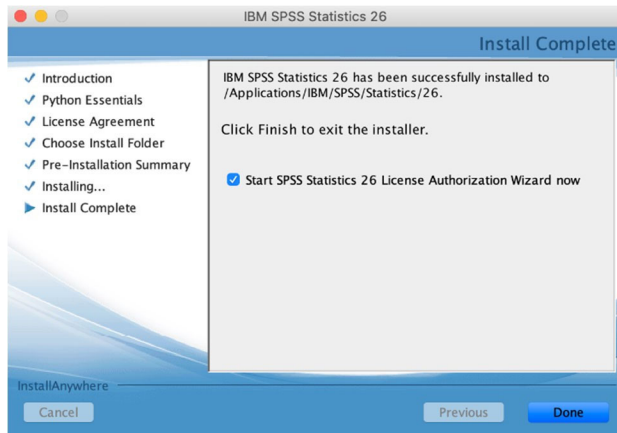 IBM SPSS Statistics 26
Install Complete
Introduction
Python Essentials
License Agreement
Choose Install Folder
Pre-Installation Summary
Installing...
Install Complete
IBM SPSS Statistics 26 has been successfully installed to
/Applications/IBM/SPSS/Statistics/26.
Click Finish to exit the installer.
Start SPSS Statistics 26 License Authorization Wizard now
InstallAnywhere
Cancel
Previous
Done